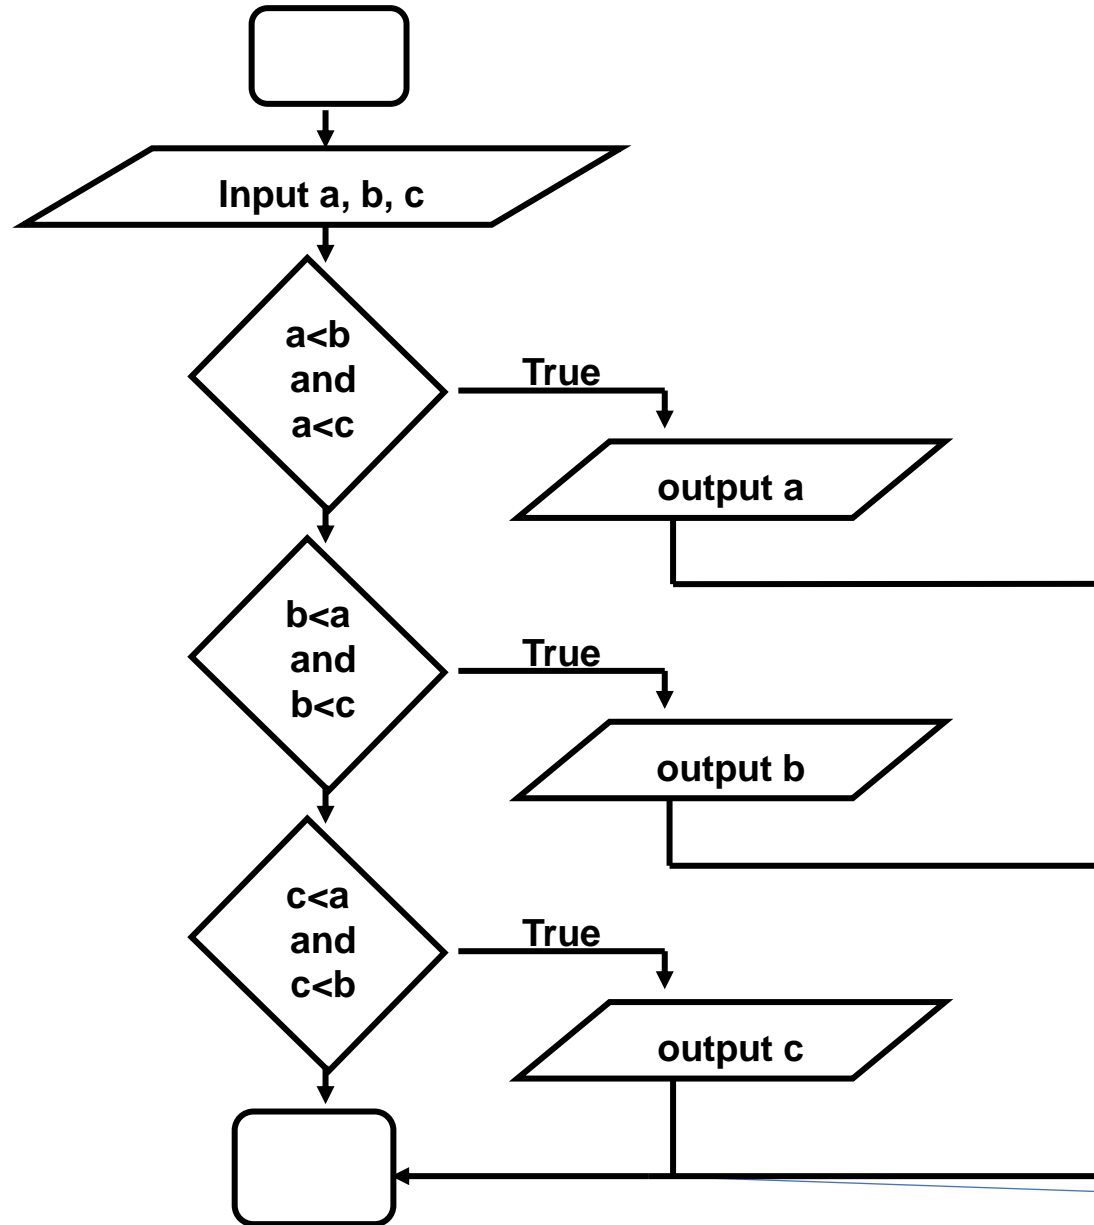 Input a, b, c
a<b
and
a<c
True
output a
b<a
and
b<c
True
output b
c<a
and
c<b
True
output c